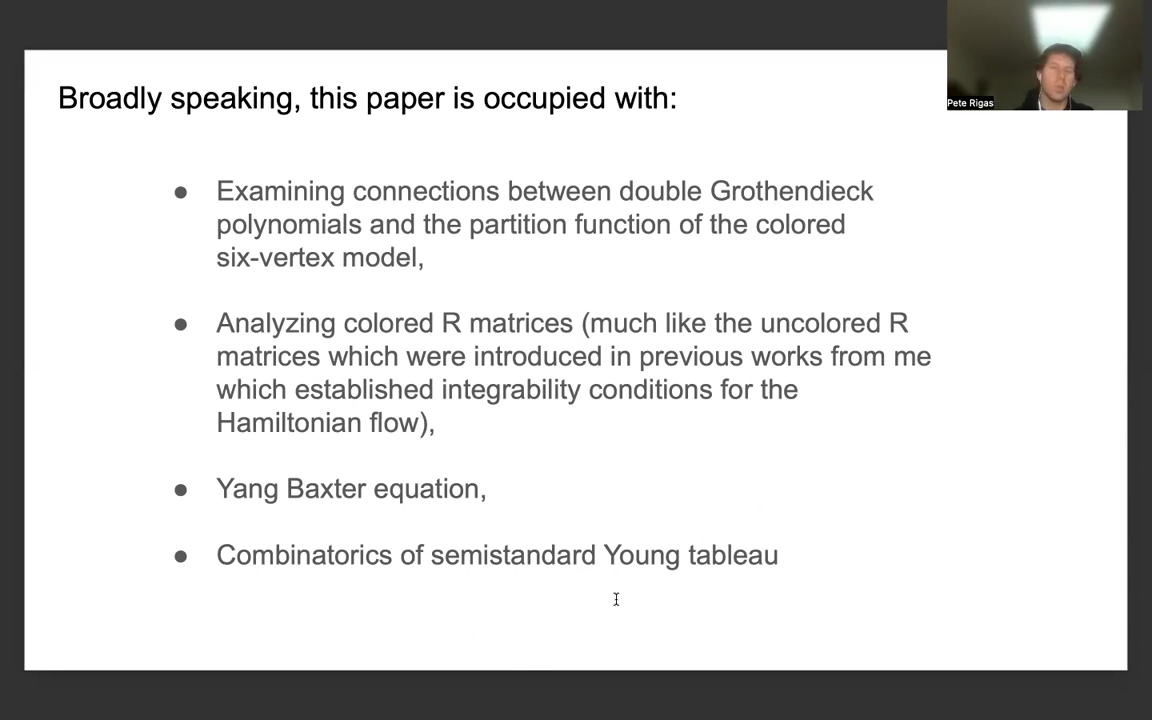 Broadly speaking, this paper is occupied with:
Pete Rigas
● Examining connections between double Grothendieck
polynomials and the partition function of the colored
six-vertex model,
● Analyzing colored R matrices (much like the uncolored R
matrices which were introduced in previous works from me
which established integrability conditions for the
Hamiltonian flow),
● Yang Baxter equation,
● Combinatorics of semistandard Young tableau